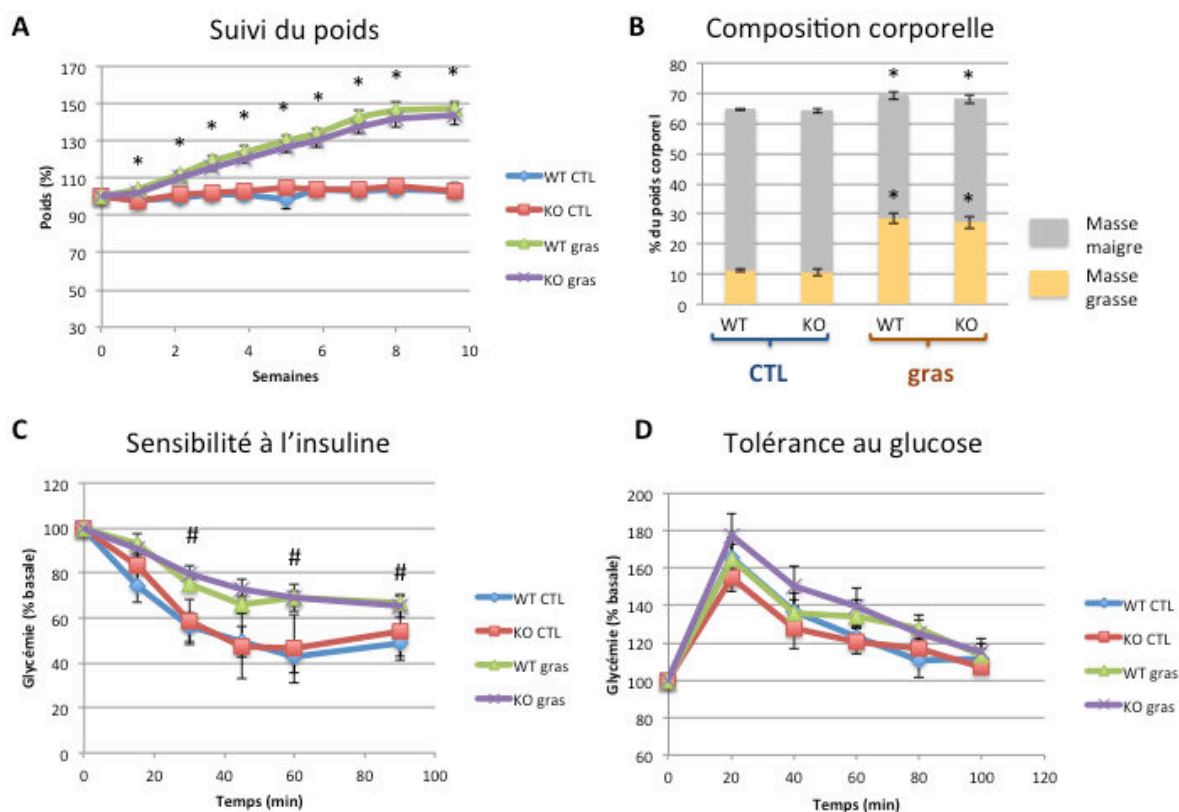 A
Suivi du poids
*
*
*
*
*
*
*
*
*
170
150
130
110
90
70
50
30
0
2
4
6
8
10
Poids (%)
Semaines
WT CTL
KO CTL
WT gras
KO gras
B
Composition corporelle
80
70
60
50
40
30
20
10
0
% du poids corporel
*
*
*
*
WT
KO
WT
KO
CTL
gras
Masse
maigre
Masse
grasse
C
Sensibilité à l'insuline
120
100
80
60
40
20
0
0
20
40
60
80
100
Glycémie (% basale)
#
#
#
Temps (min)
WT CTL
KO CTL
WT gras
KO gras
D
Tolérance au glucose
200
180
160
140
120
100
80
60
0
20
40
60
80
100
120
Glycémie (% basale)
Temps (min)
WT CTL
KO CTL
WT gras
KO gras